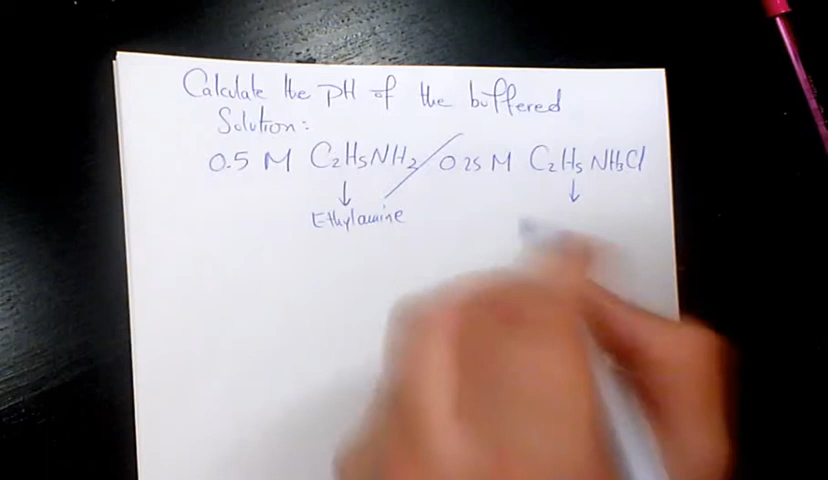 Calculate the pH of the buffered
Solution:
0.5 M C₂H₅NH₂ / 0.25 M C₂H₅NH₃Cl
↓ ↓
Ethylamine